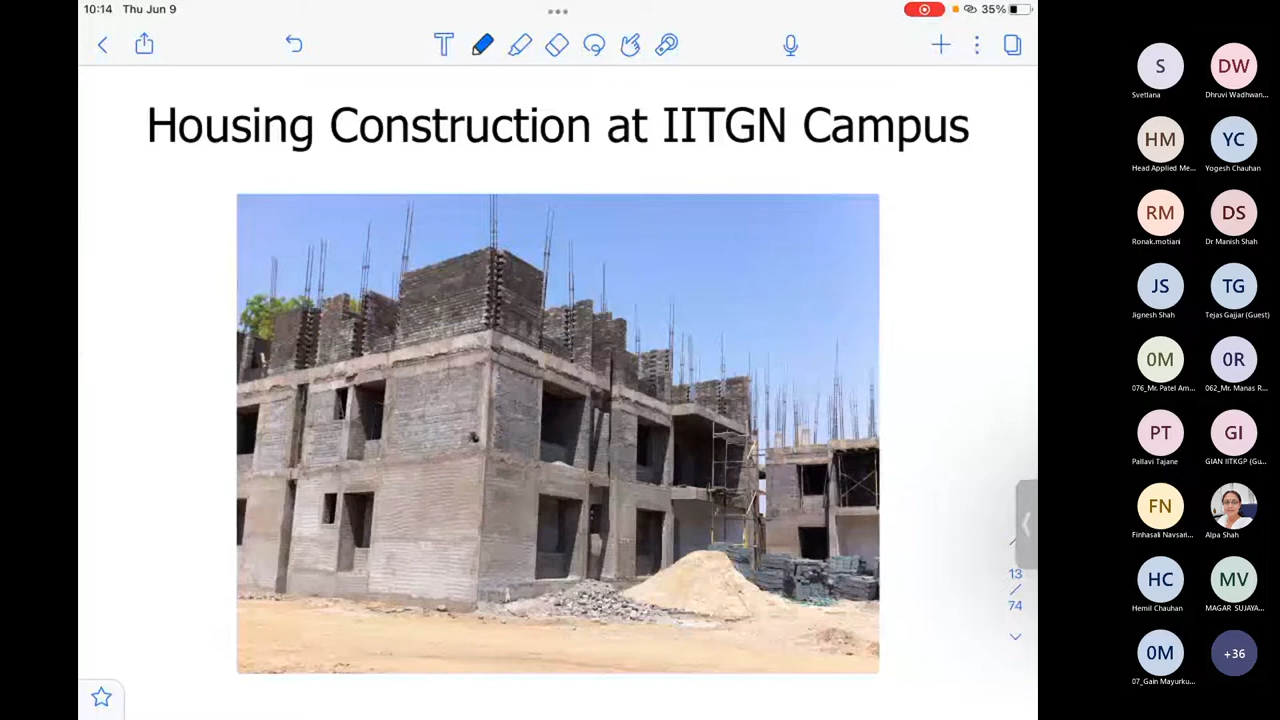 10:14 Thu Jun 9
35%
T
Housing Construction at IITGN Campus
13
74
S
Svetlana
DW
Dhruvi Wadhwan...
HM
Head Applied Me...
YC
Yogesh Chauhan
RM
Ronak.motiani
DS
Dr Manish Shah
JS
Jignesh Shah
TG
Tejas Gajjar (Guest)
0M
076_Mr. Patel Am...
0R
062_Mr. Manas R...
PT
Pallavi Tajane
GI
GIAN IITKGP (Gu...
FN
Finhasali Navsari...
Alpa Shah
HC
Hemil Chauhan
MV
MAGAR SUJAYA...
0M
07_Gain Mayurku...
+36